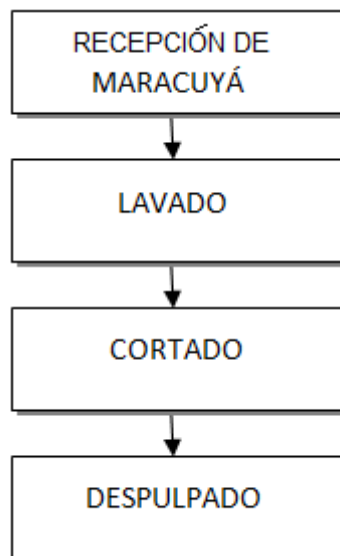 RECEPCIÓN DE
MARACUYÁ
LAVADO
CORTADO
DESPULPADO